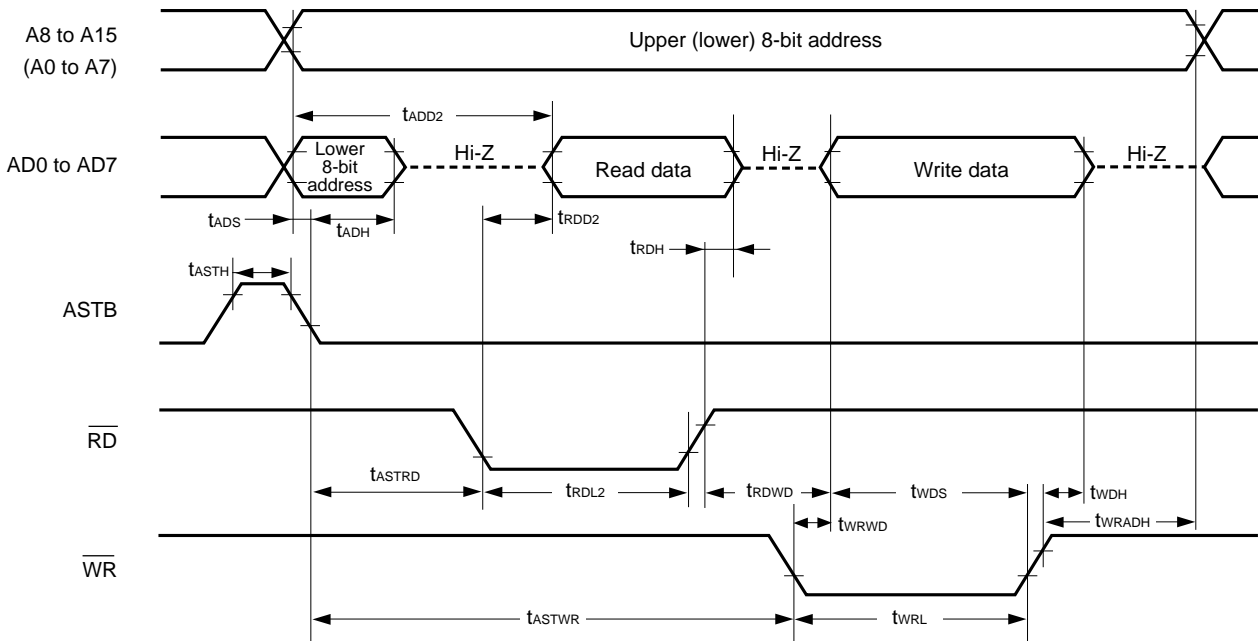 A8 to A15
(A0 to A7)
Upper (lower) 8-bit address
tADD2
AD0 to AD7
Lower
8-bit
address
Hi-Z
Read data
Hi-Z
Write data
Hi-Z
tADS
tADH
tRDD2
tRDH
tASTH
ASTB
RD
tASTRD
tRDL2
tRDWD
tWDS
tWDH
tWRWD
tWRADH
WR
tASTWR
tWRL